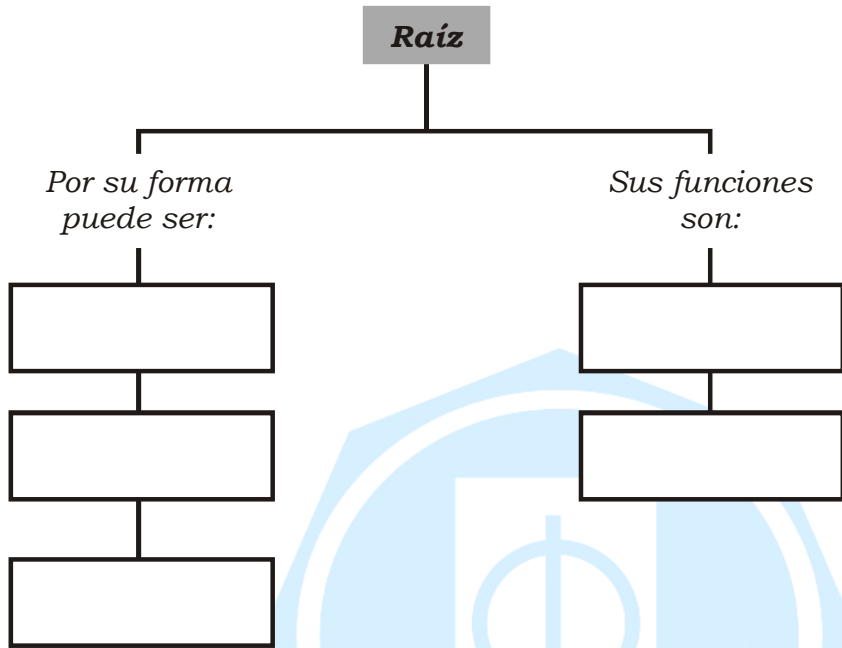 Raíz
Por su forma
puede ser:
Sus funciones
son: